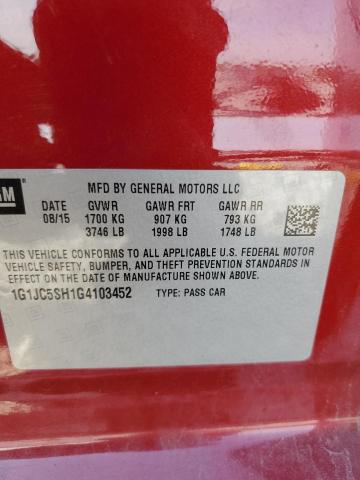 GM
MFD BY GENERAL MOTORS LLC
DATE GVWR GAWR FRT GAWR RR
08/15 1700 KG 907 KG 793 KG
3746 LB 1998 LB 1748 LB
THIS VEHICLE CONFORMS TO ALL APPLICABLE U.S. FEDERAL MOTOR
VEHICLE SAFETY, BUMPER, AND THEFT PREVENTION STANDARDS
IN EFFECT ON THE DATE OF MANUFACTURE SHOWN ABOVE.
1G1JC5SH1G4103452 TYPE: PASS CAR